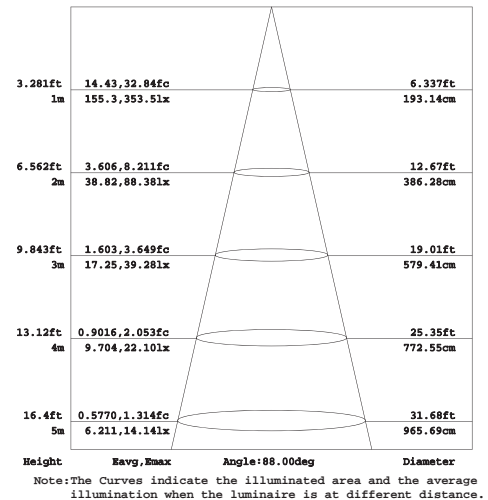 3.281ft 14.43,32.84fc 6.337ft
1m 155.3,353.5lx 193.14cm
6.562ft 3.606,8.211fc 12.67ft
2m 38.82,88.38lx 386.28cm
9.843ft 1.603,3.649fc 19.01ft
3m 17.25,39.28lx 579.41cm
13.12ft 0.9016,2.053fc 25.35ft
4m 9.704,22.10lx 772.55cm
16.4ft 0.5770,1.314fc 31.68ft
5m 6.211,14.14lx 965.69cm
Height Eavg,Emax Angle:88.00deg Diameter
Note:The Curves indicate the illuminated area and the average
illumination when the luminaire is at different distance.